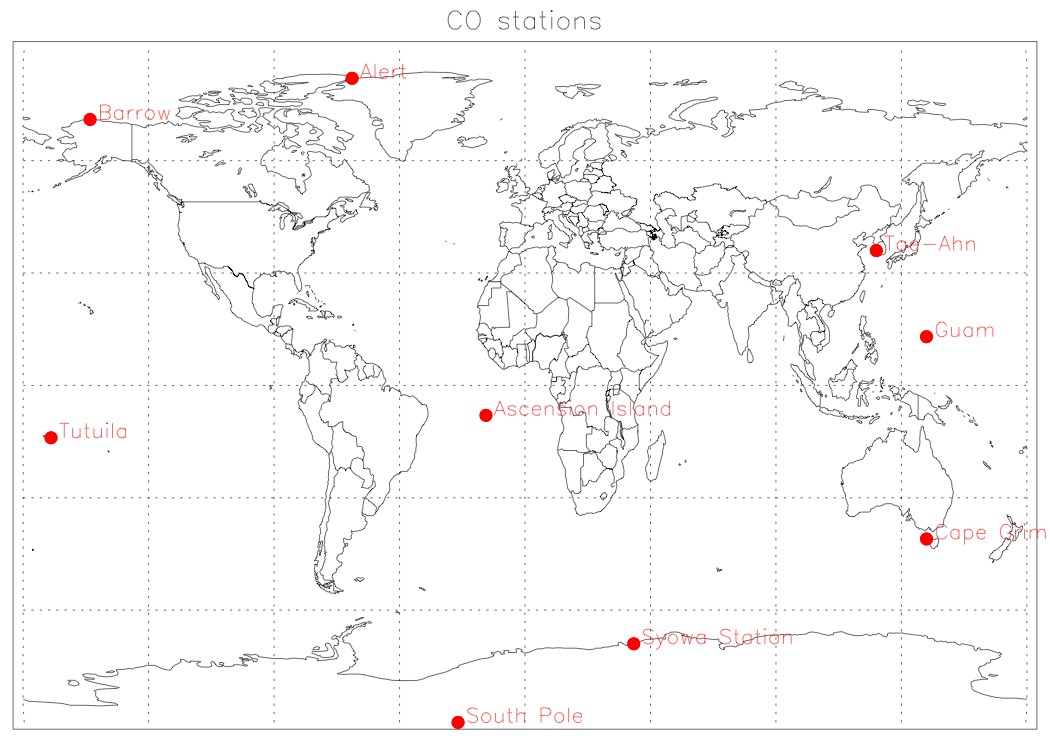 CO stations
Alert
Barrow
Tae-Ahn
Guam
Ascension Island
Tutuila
Cape Grim
Syowa Station
South Pole